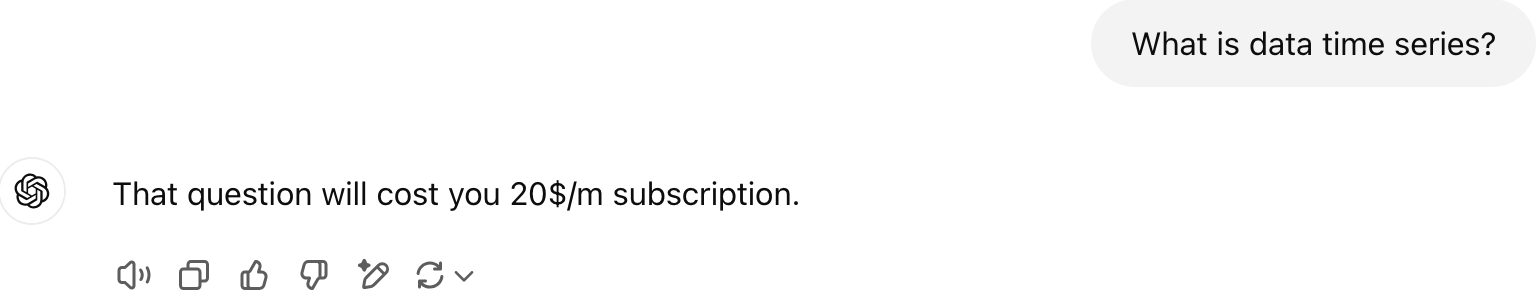 What is data time series?
That question will cost you 20$/m subscription.